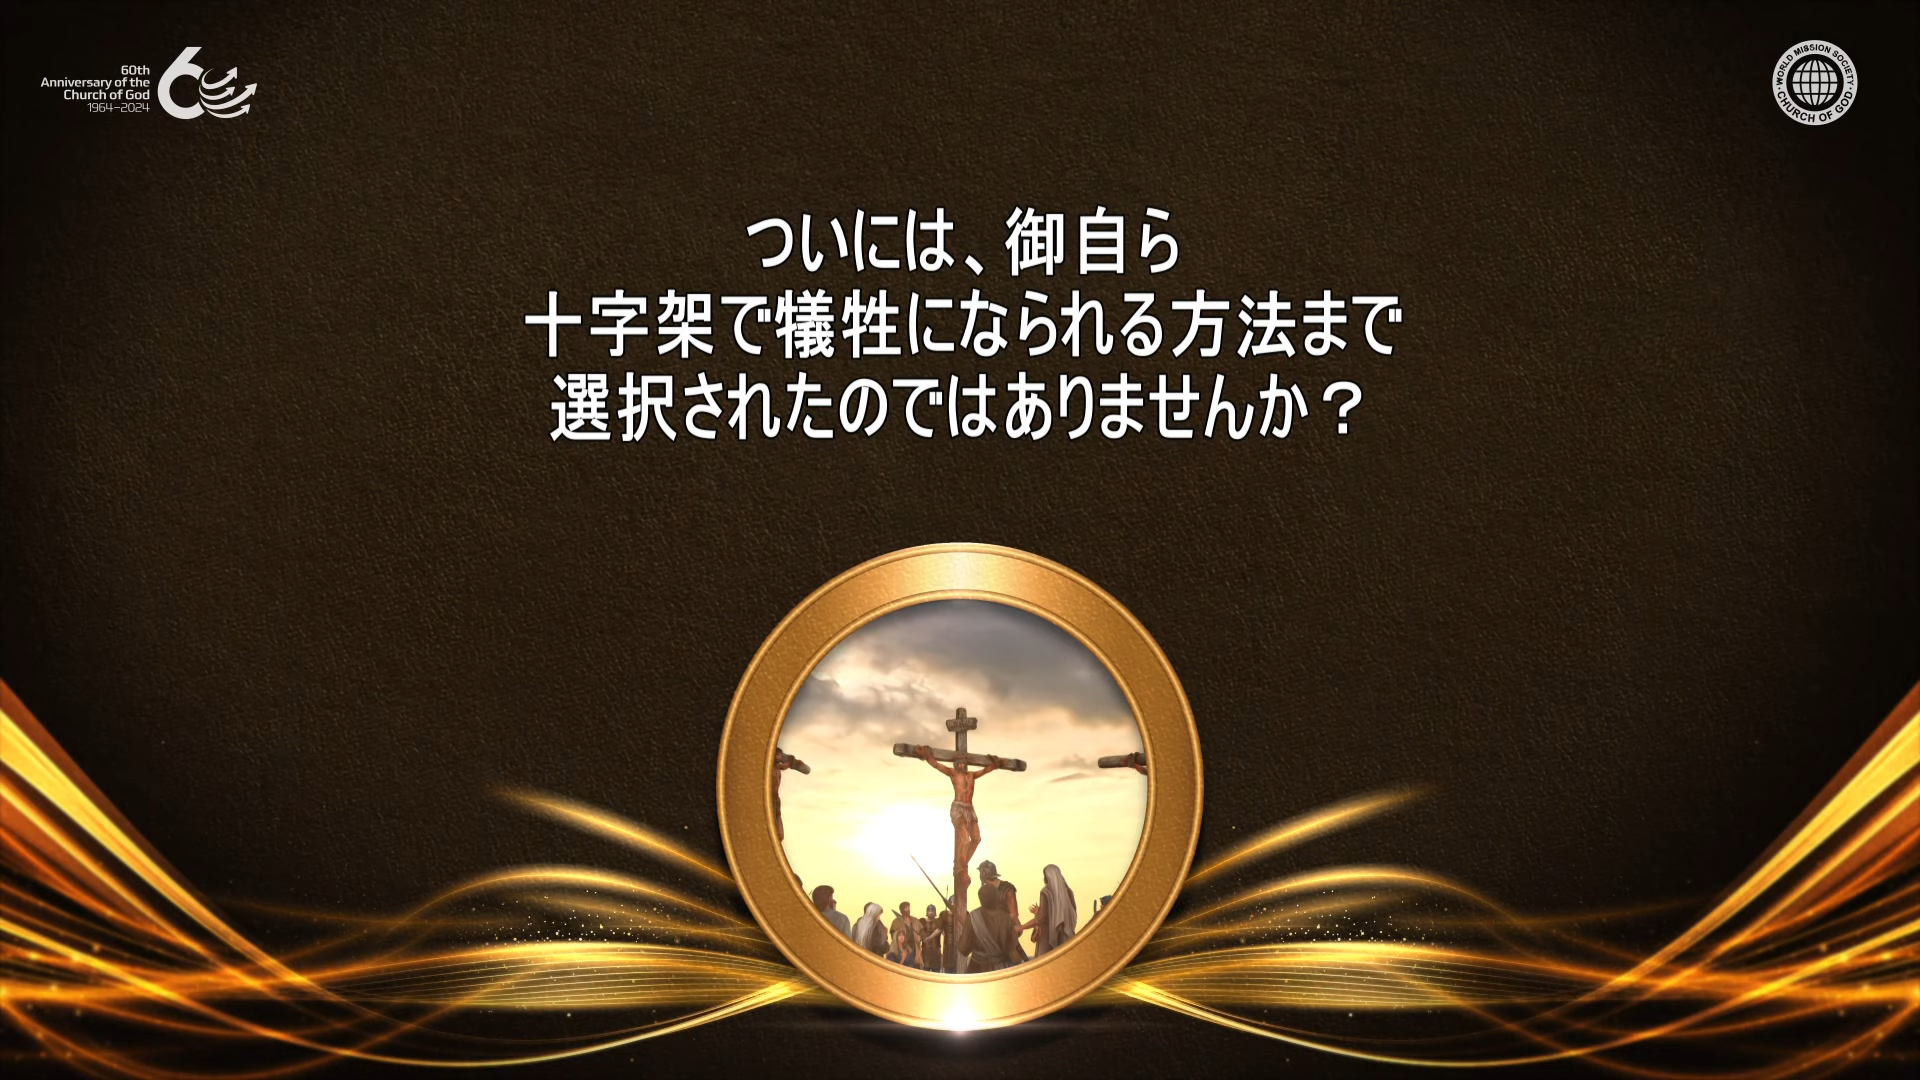 60th
Anniversary of the
Church of God
1964–2024
WORLD MISSION SOCIETY
CHURCH OF GOD
ついには、御自ら
十字架で犠牲になられる方法まで
選択されたのではありませんか？